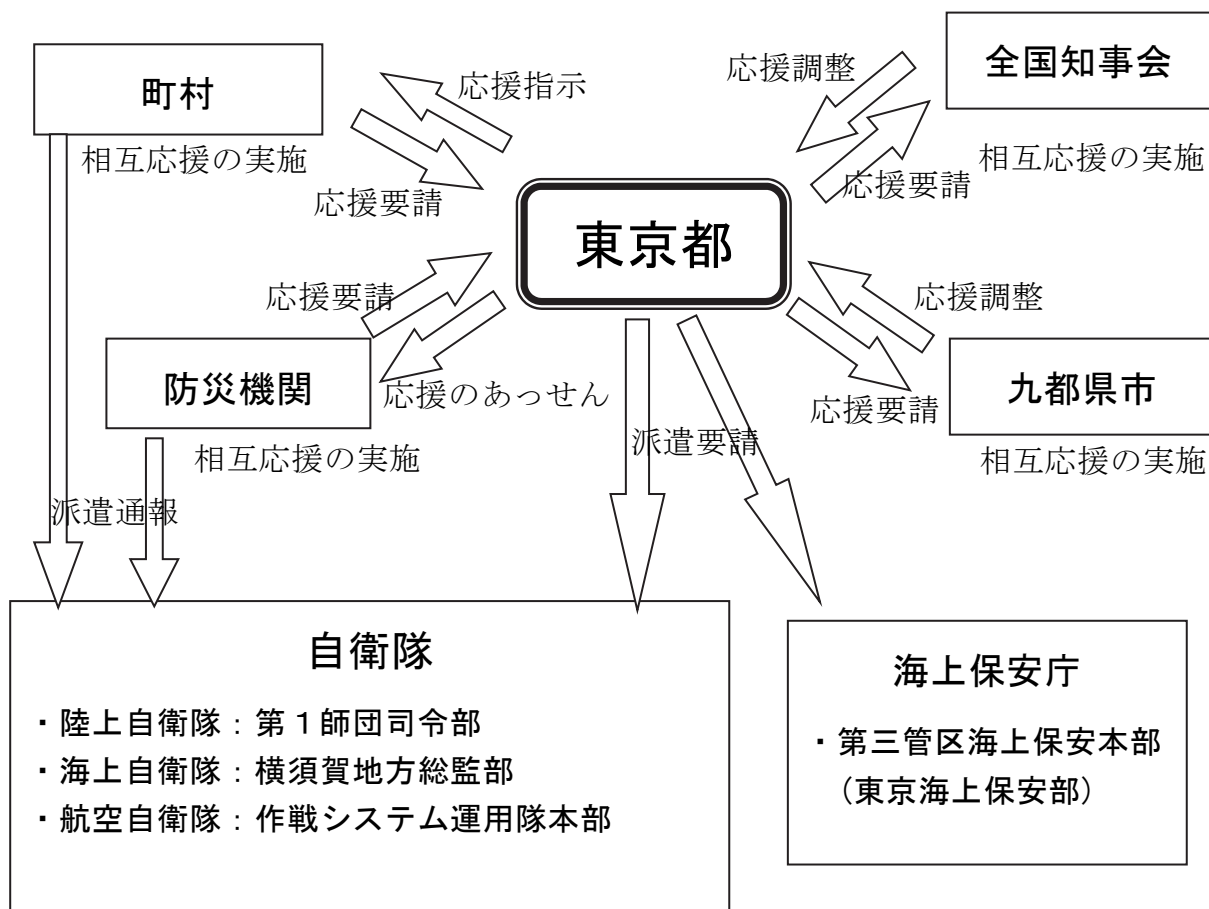 町村
相互応援の実施
応援指示
応援要請
応援調整
全国知事会
相互応援の実施
応援要請
東京都
応援要請
防災機関
応援のあっせん
相互応援の実施
応援調整
九都県市
応援要請
相互応援の実施
派遣要請
派遣通報
自衛隊
・陸上自衛隊：第１師団司令部
・海上自衛隊：横須賀地方総監部
・航空自衛隊：作戦システム運用隊本部
海上保安庁
・第三管区海上保安本部
（東京海上保安部）